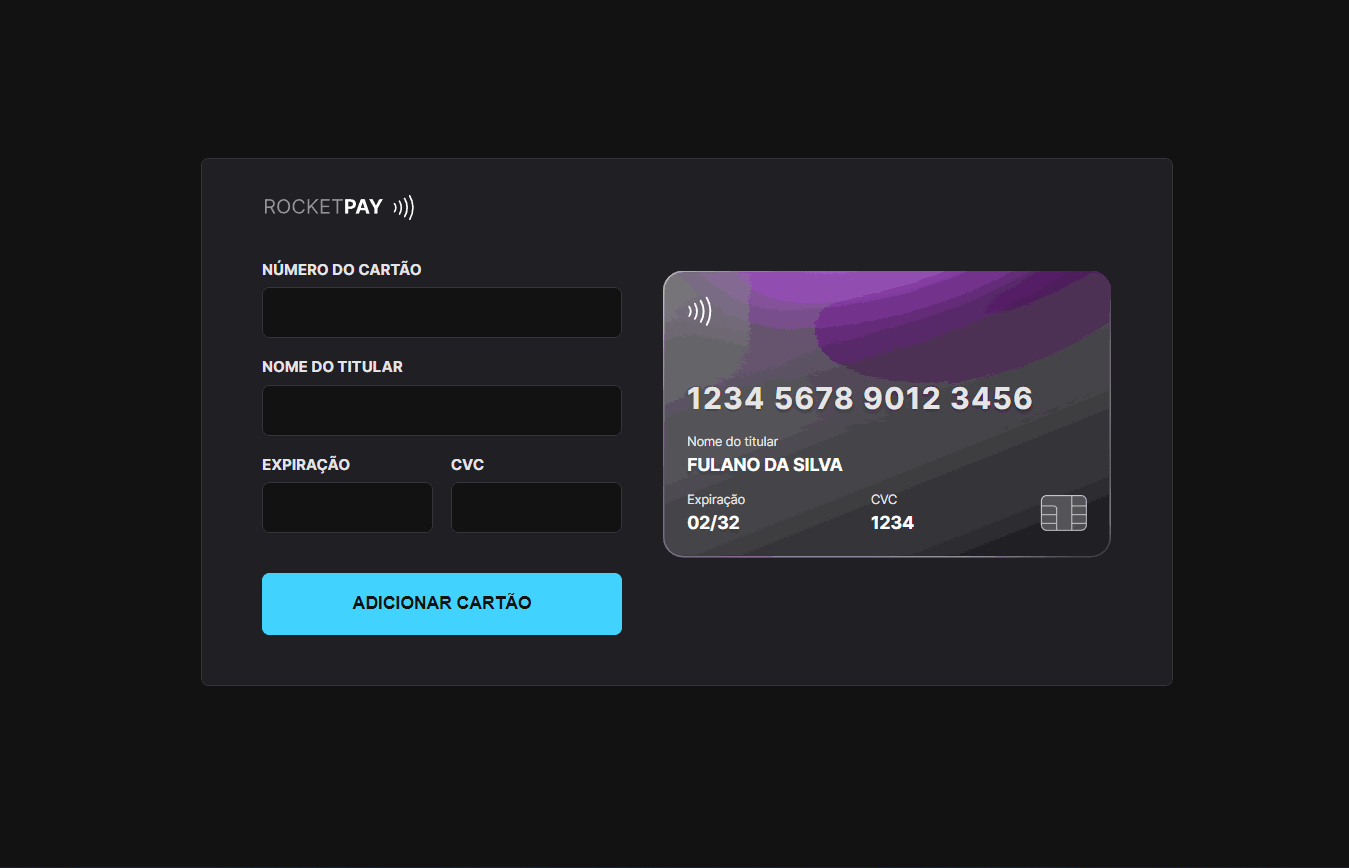 ROCKETPAY
NÚMERO DO CARTÃO
NOME DO TITULAR
EXPIRAÇÃO CVC
ADICIONAR CARTÃO
1234 5678 9012 3456
Nome do titular
FULANO DA SILVA
Expiração CVC
02/32 1234